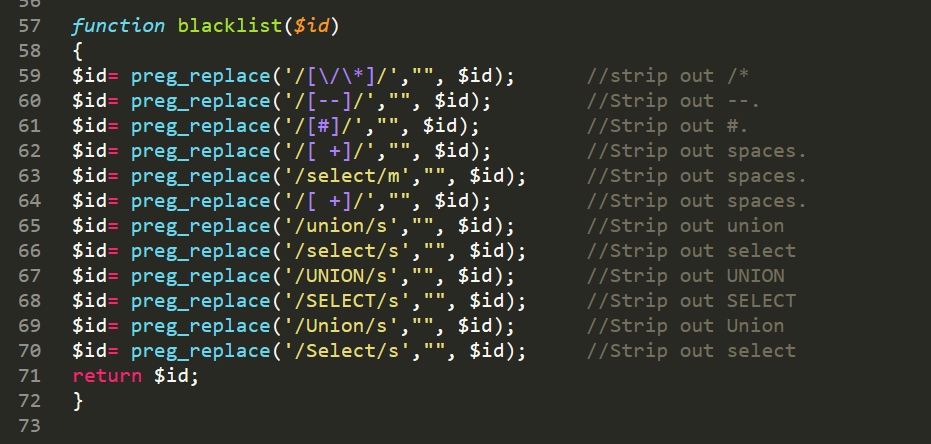 56
57 function blacklist($id)
58 {
59 $id= preg_replace('/[\/\*]/',"", $id); //strip out /*
60 $id= preg_replace('/[--]/',"", $id); //Strip out --.
61 $id= preg_replace('/[#]/',"", $id); //Strip out #.
62 $id= preg_replace('/[ +]/',"", $id); //Strip out spaces.
63 $id= preg_replace('/select/m',"", $id); //Strip out spaces.
64 $id= preg_replace('/[ +]/',"", $id); //Strip out spaces.
65 $id= preg_replace('/union/s',"", $id); //Strip out union
66 $id= preg_replace('/select/s',"", $id); //Strip out select
67 $id= preg_replace('/UNION/s',"", $id); //Strip out UNION
68 $id= preg_replace('/SELECT/s',"", $id); //Strip out SELECT
69 $id= preg_replace('/Union/s',"", $id); //Strip out Union
70 $id= preg_replace('/Select/s',"", $id); //Strip out select
71 return $id;
72 }
73